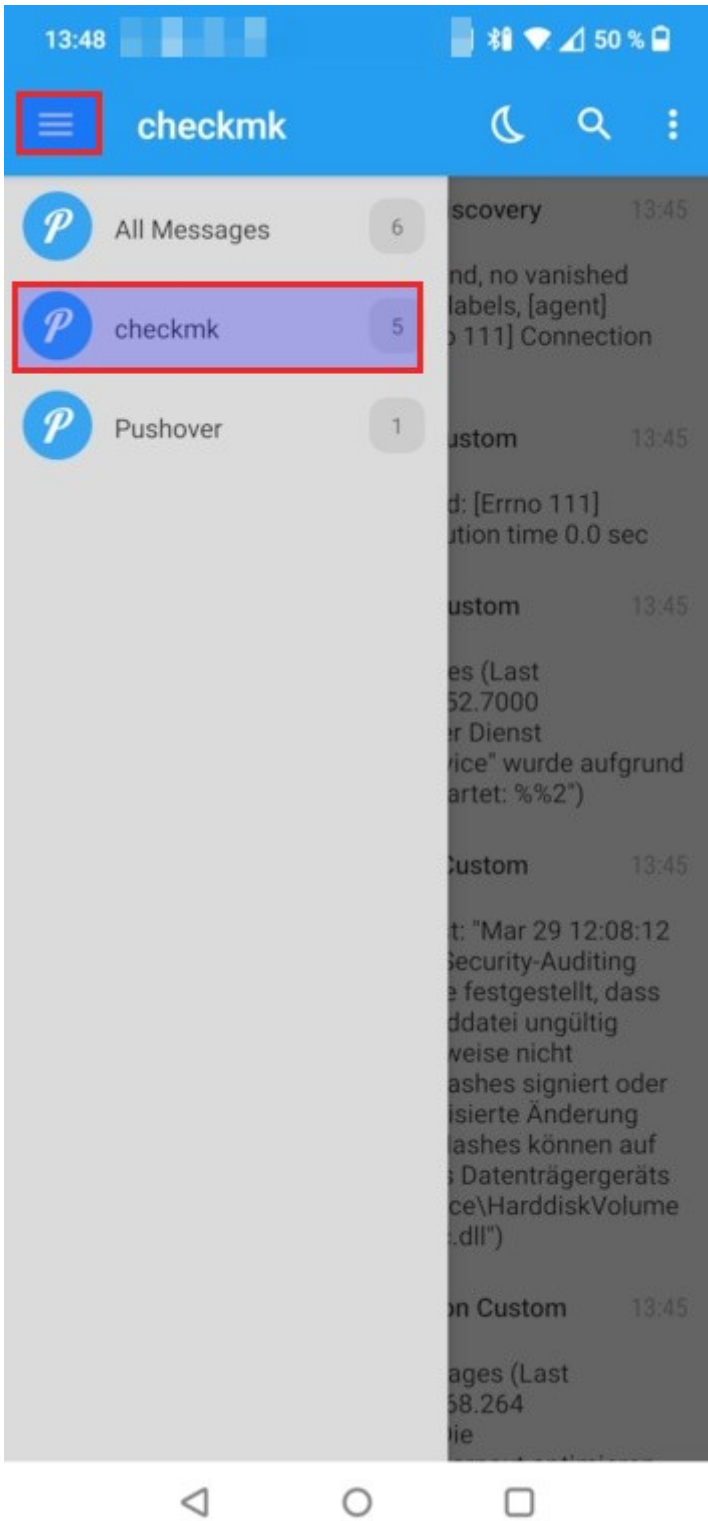 13:48
50 %
checkmk
All Messages
6
checkmk
5
Pushover
1
scovery 13:45
nd, no vanished
labels, [agent]
111] Connection
ustom 13:45
d: [Errno 111]
ution time 0.0 sec
ustom 13:45
es (Last
52.7000
er Dienst
vice" wurde aufgrund
artet: %%2")
Custom 13:45
t: "Mar 29 12:08:12
Security-Auditing
e festgestellt, dass
ddatei ungültig
weise nicht
ashes signiert oder
isierte Änderung
lashes können auf
s Datenträgergeräts
ce\HarddiskVolume
.dll")
on Custom 13:45
ages (Last
68.264
Die